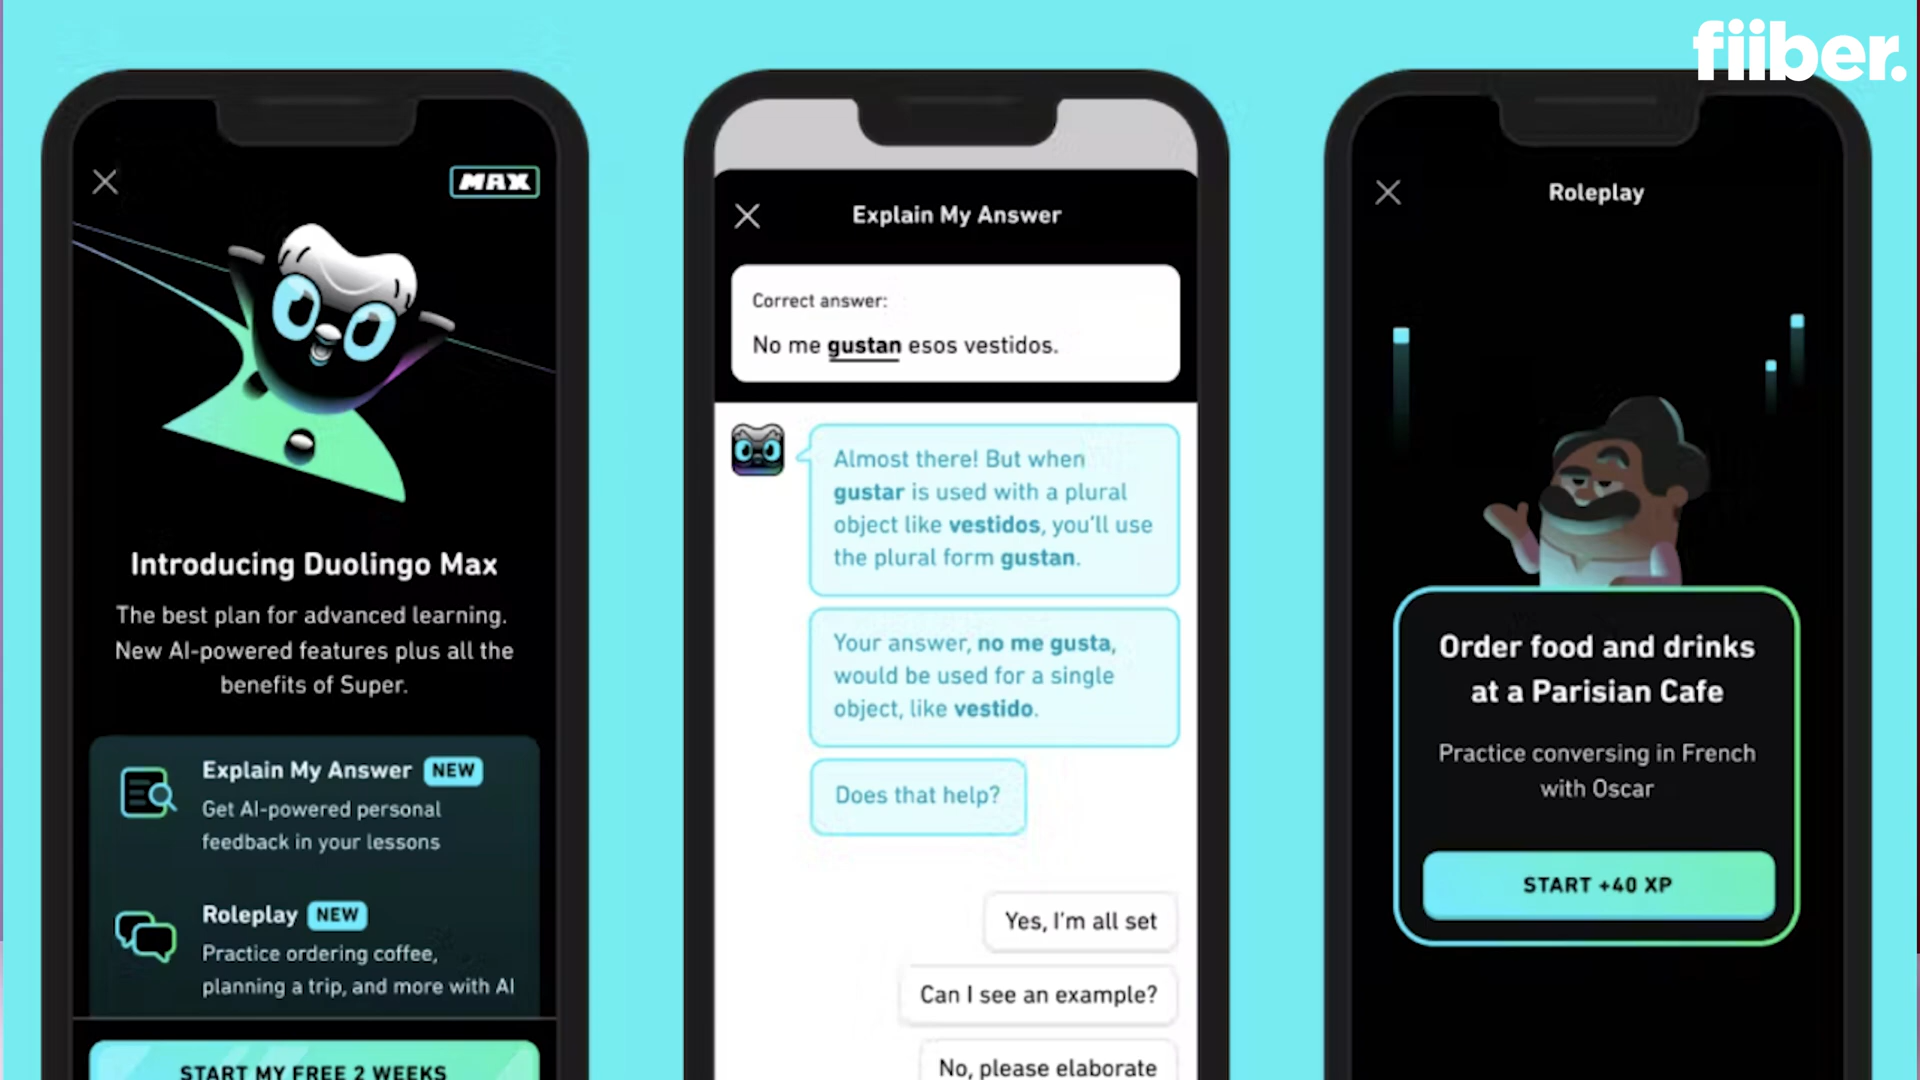 fiiber.
MAX
Introducing Duolingo Max
The best plan for advanced learning.
New AI-powered features plus all the
benefits of Super.
Explain My Answer NEW
Get AI-powered personal
feedback in your lessons
Roleplay NEW
Practice ordering coffee,
planning a trip, and more with AI
START MY FREE 2 WEEKS
Explain My Answer
Correct answer:
No me gustan esos vestidos.
Almost there! But when
gustar is used with a plural
object like vestidos, you'll use
the plural form gustan.
Your answer, no me gusta,
would be used for a single
object, like vestido.
Does that help?
Yes, I'm all set
Can I see an example?
No, please elaborate
Roleplay
Order food and drinks
at a Parisian Cafe
Practice conversing in French
with Oscar
START +40 XP